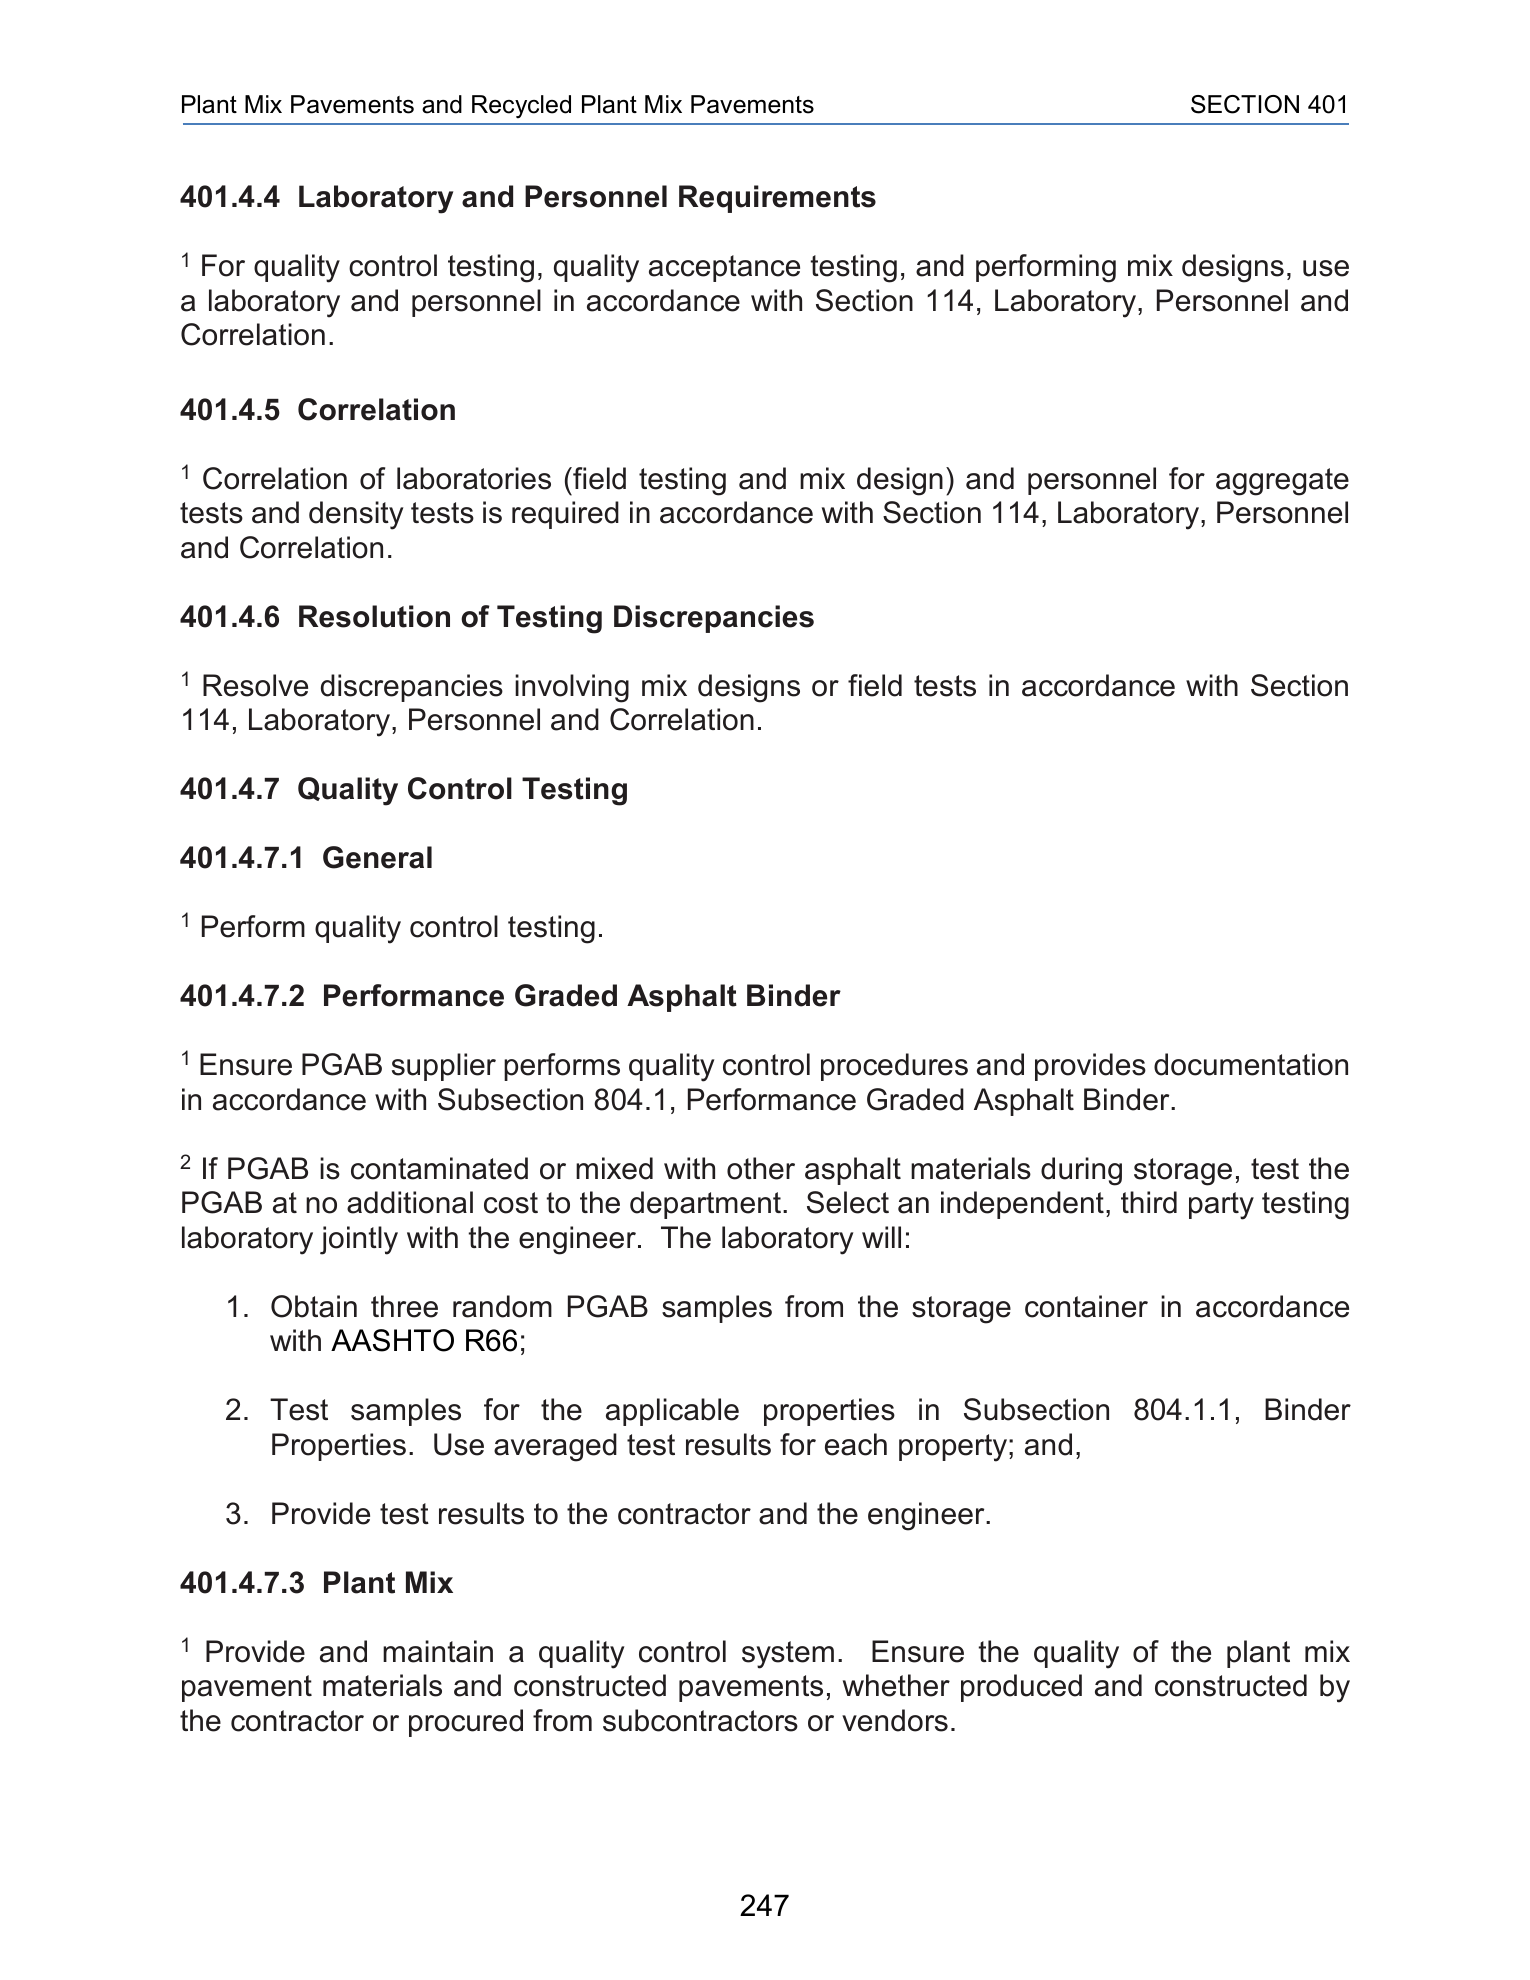 Plant Mix Pavements and Recycled Plant Mix Pavements SECTION 401
401.4.4 Laboratory and Personnel Requirements
1 For quality control testing, quality acceptance testing, and performing mix designs, use
a laboratory and personnel in accordance with Section 114, Laboratory, Personnel and
Correlation.
401.4.5 Correlation
1 Correlation of laboratories (field testing and mix design) and personnel for aggregate
tests and density tests is required in accordance with Section 114, Laboratory, Personnel
and Correlation.
401.4.6 Resolution of Testing Discrepancies
1 Resolve discrepancies involving mix designs or field tests in accordance with Section
114, Laboratory, Personnel and Correlation.
401.4.7 Quality Control Testing
401.4.7.1 General
1 Perform quality control testing.
401.4.7.2 Performance Graded Asphalt Binder
1 Ensure PGAB supplier performs quality control procedures and provides documentation
in accordance with Subsection 804.1, Performance Graded Asphalt Binder.
2 If PGAB is contaminated or mixed with other asphalt materials during storage, test the
PGAB at no additional cost to the department. Select an independent, third party testing
laboratory jointly with the engineer. The laboratory will:
1. Obtain three random PGAB samples from the storage container in accordance
with AASHTO R66;
2. Test samples for the applicable properties in Subsection 804.1.1, Binder
Properties. Use averaged test results for each property; and,
3. Provide test results to the contractor and the engineer.
401.4.7.3 Plant Mix
1 Provide and maintain a quality control system. Ensure the quality of the plant mix
pavement materials and constructed pavements, whether produced and constructed by
the contractor or procured from subcontractors or vendors.
247